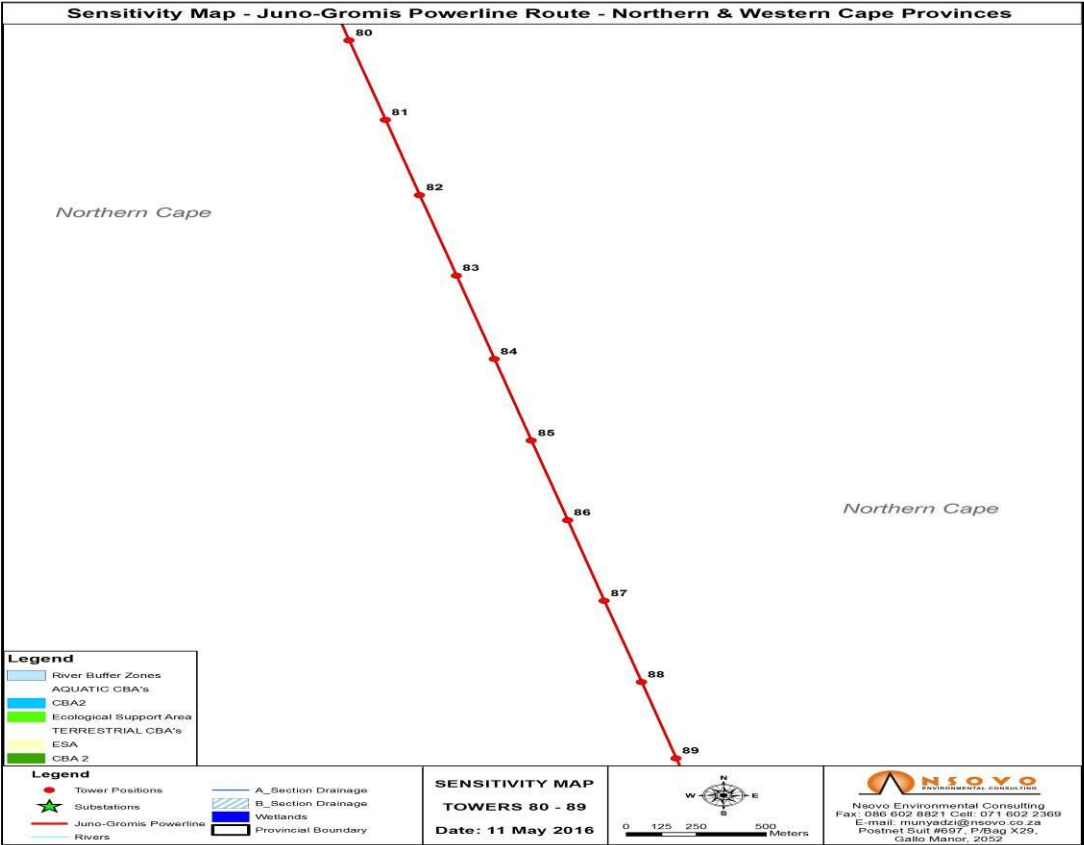 Sensitivity Map - Juno-Gromis Powerline Route - Northern & Western Cape Provinces
80
81
82
Northern Cape
83
84
85
86
Northern Cape
87
88
89
Legend
River Buffer Zones
AQUATIC CBA's
CBA2
Ecological Support Area
TERRESTRIAL CBA's
ESA
CBA 2
Legend
Tower Positions
Substations
Juno-Gromis Powerline
Rivers
A_Section Drainage
B_Section Drainage
Wetlands
Provincial Boundary
SENSITIVITY MAP
TOWERS 80 - 89
Date: 11 May 2016
N
W E
S
0 125 250 500
Meters
NSOVO
ENVIRONMENTAL CONSULTING
Nsovo Environmental Consulting
Fax: 086 602 8821 Cell: 071 602 2369
E-mail: munyadzi@nsovo.co.za
Postnet Suit #697, P/Bag X29,
Gallo Manor, 2052